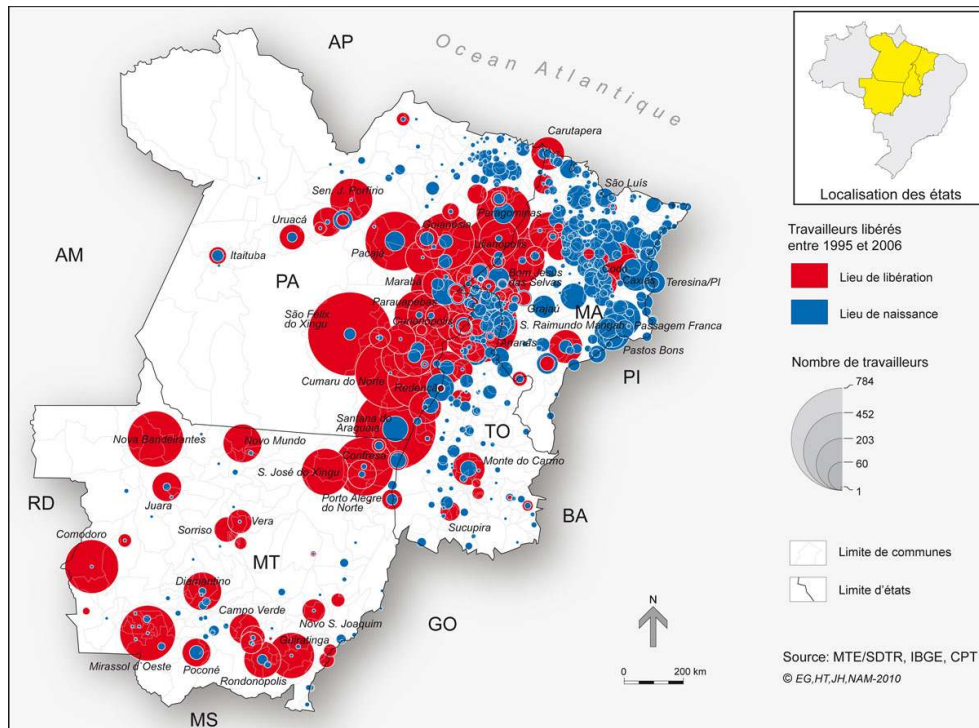 AP
Ocean Atlantique
Carutapera
São Luís
Sen. J. Porfirio
Uruacá
Paragominas
Goianésia
Pacajá
Ulianópolis
Itaituba
AM
PA
Marabá
Bom Jesus
das Selvas
Codó
Caxias
Teresina/PI
Parauapebas
Grajaú
MA
São Félix
do Xingu
Curionópolis
S. Raimundo Mangab.
Passagem Franca
Ananás
Pastos Bons
Cumaru do Norte
Redenção
PI
Santana do
Araguaia
TO
Nova Bandeirantes
Novo Mundo
Confresa
S. José do Xingu
Monte do Carmo
RD
Juara
Porto Alegre
do Norte
BA
Sorriso
Vera
Sucupira
Comodoro
MT
Diamantino
Campo Verde
Novo S. Joaquim
GO
Guiratinga
Mirassol d'Oeste
Poconé
Rondonópolis
MS
N
0
200 km
Localisation des états
Travailleurs libérés
entre 1995 et 2006
Lieu de libération
Lieu de naissance
Nombre de travailleurs
784
452
203
60
1
Limite de communes
Limite d'états
Source: MTE/SDTR, IBGE, CPT
© EG,HT,JH,NAM-2010